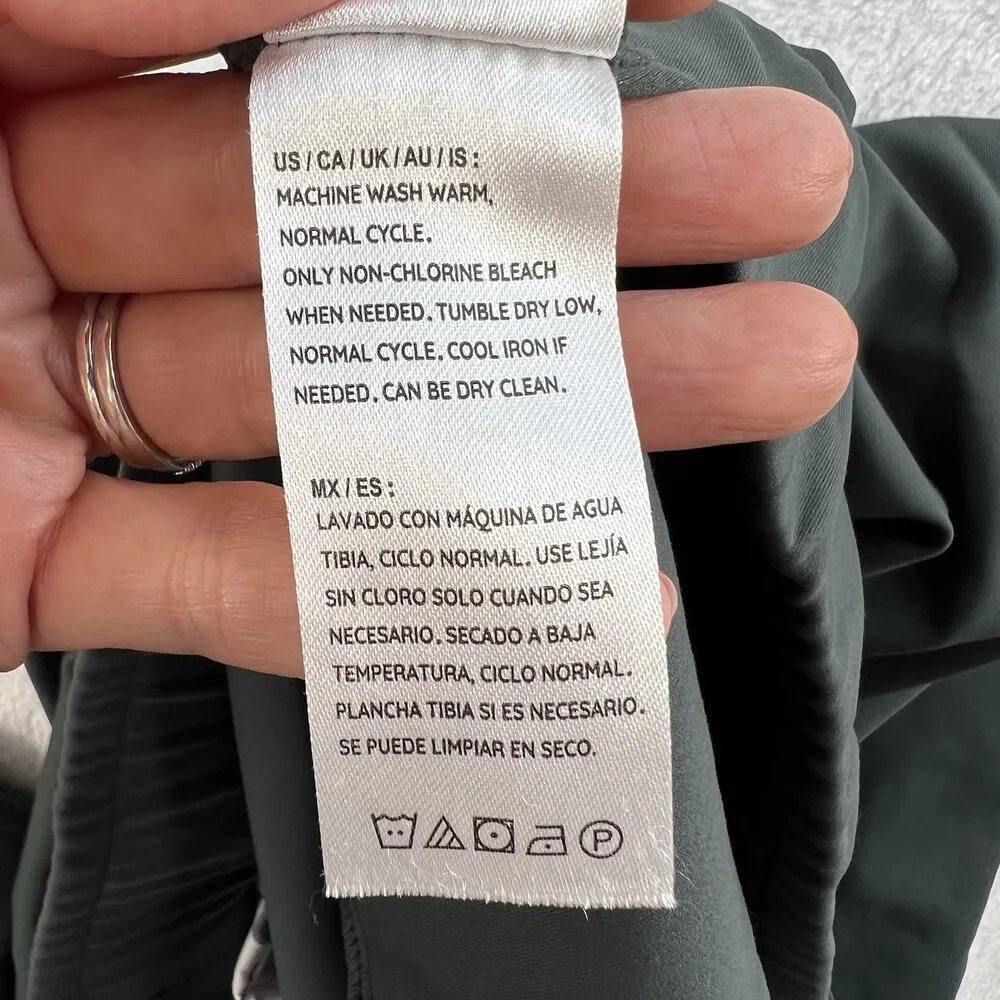 US / CA / UK / AU / IS :
MACHINE WASH WARM,
NORMAL CYCLE.
ONLY NON-CHLORINE BLEACH
WHEN NEEDED. TUMBLE DRY LOW,
NORMAL CYCLE. COOL IRON IF
NEEDED. CAN BE DRY CLEAN.
MX / ES :
LAVADO CON MÁQUINA DE AGUA
TIBIA, CICLO NORMAL. USE LEJÍA
SIN CLORO SOLO CUANDO SEA
NECESARIO. SECADO A BAJA
TEMPERATURA, CICLO NORMAL.
PLANCHA TIBIA SI ES NECESARIO.
SE PUEDE LIMPIAR EN SECO.
P